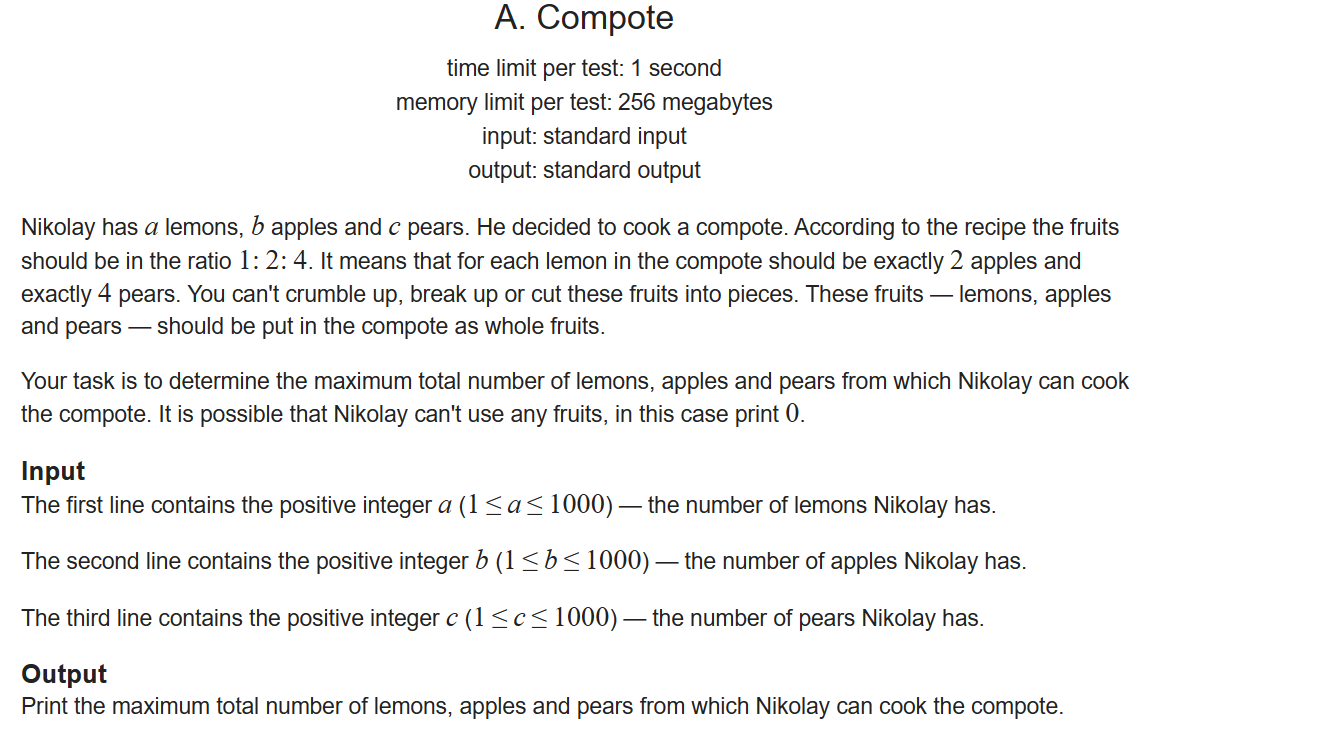 A. Compote
time limit per test: 1 second
memory limit per test: 256 megabytes
input: standard input
output: standard output
Nikolay has a lemons, b apples and c pears. He decided to cook a compote. According to the recipe the fruits
should be in the ratio 1: 2: 4. It means that for each lemon in the compote should be exactly 2 apples and
exactly 4 pears. You can't crumble up, break up or cut these fruits into pieces. These fruits — lemons, apples
and pears — should be put in the compote as whole fruits.
Your task is to determine the maximum total number of lemons, apples and pears from which Nikolay can cook
the compote. It is possible that Nikolay can't use any fruits, in this case print 0.
Input
The first line contains the positive integer a (1 ≤ a ≤ 1000) — the number of lemons Nikolay has.
The second line contains the positive integer b (1 ≤ b ≤ 1000) — the number of apples Nikolay has.
The third line contains the positive integer c (1 ≤ c ≤ 1000) — the number of pears Nikolay has.
Output
Print the maximum total number of lemons, apples and pears from which Nikolay can cook the compote.